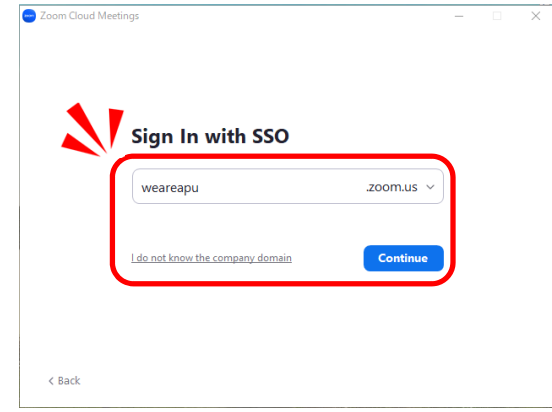 Zoom Cloud Meetings
Sign In with SSO
weareapu .zoom.us
I do not know the company domain Continue
< Back